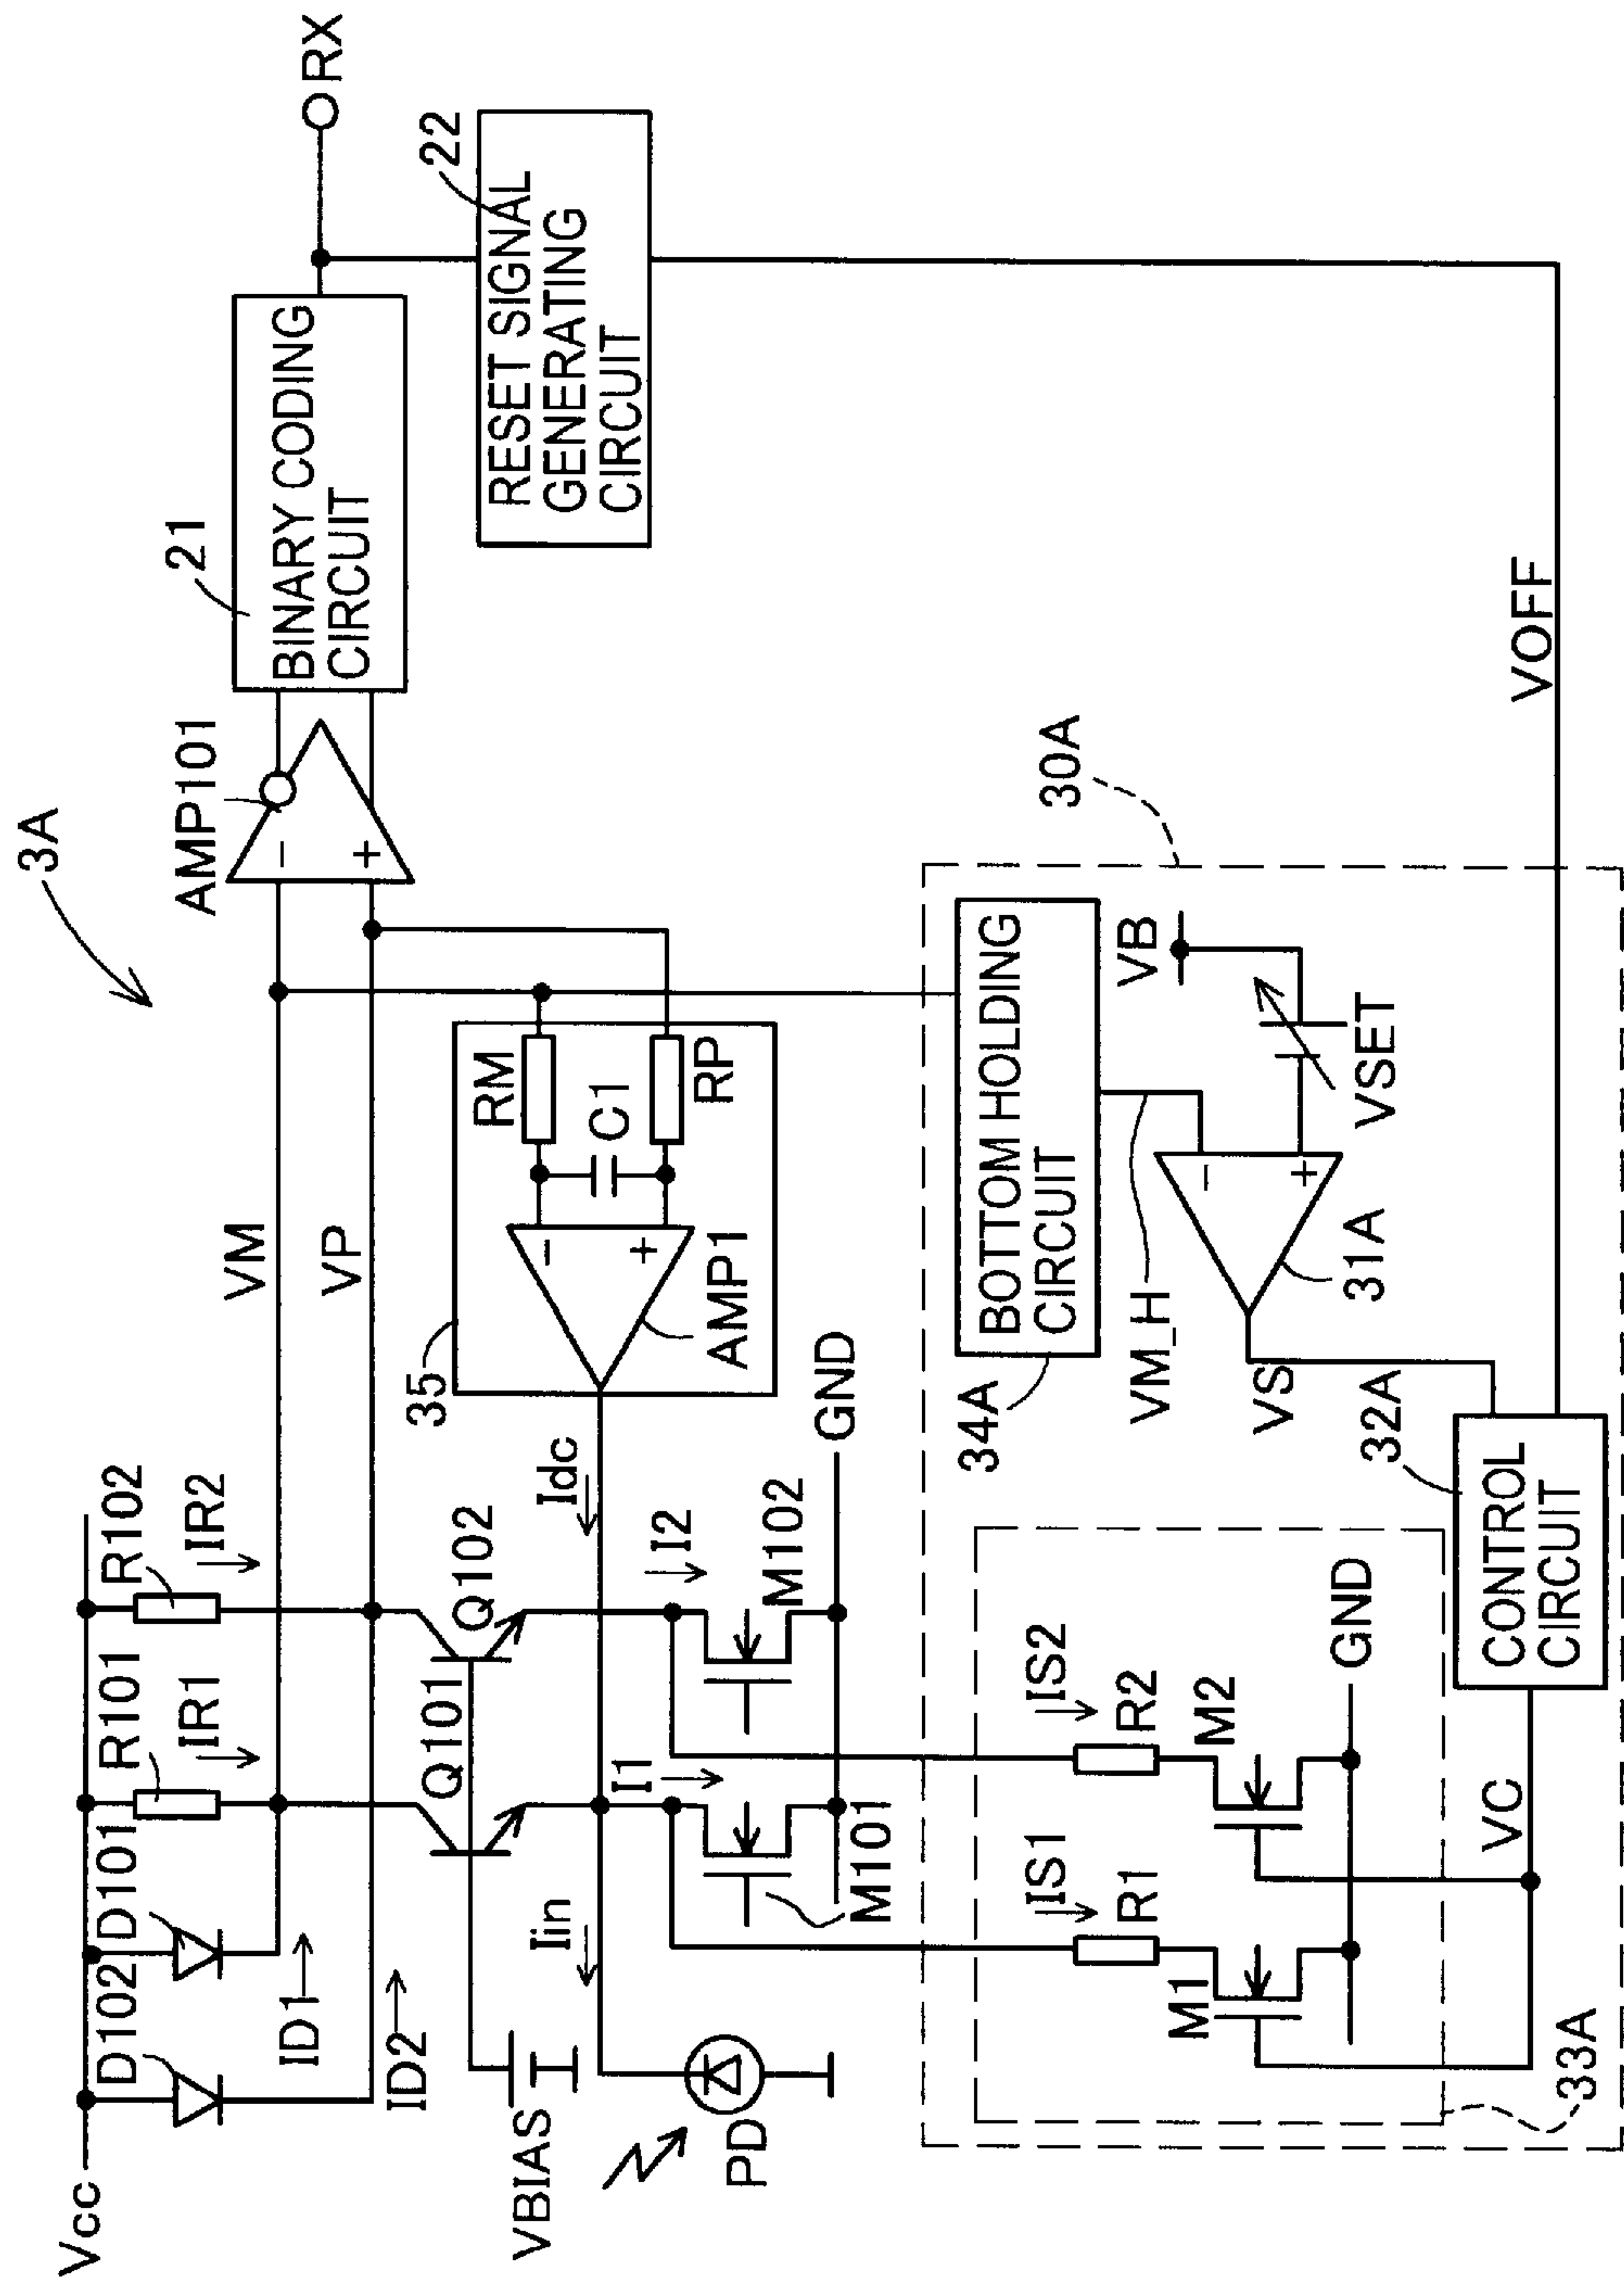 3A
Vcc
D102
D101
R101
R102
ID1
IR1
IR2
ID2
VM
VP
AMP101
−
+
21
BINARY CODING
CIRCUIT
RX
22
RESET SIGNAL
GENERATING
CIRCUIT
VBIAS
Q101
Q102
35
RM
C1
RP
−
+
AMP1
Idc
Iin
I1
I2
PD
M101
M102
GND
30A
34A
BOTTOM HOLDING
CIRCUIT
VB
VM_H
VSET
−
+
31A
VS
IS1
IS2
R1
R2
M1
M2
GND
VC
33A
32A
CONTROL
CIRCUIT
VOFF